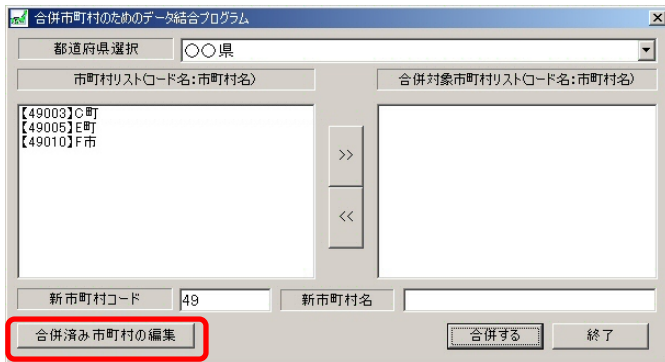 合併市町村のためのデータ結合プログラム
都道府県選択
○○県
市町村リスト(コード名:市町村名)
合併対象市町村リスト(コード名:市町村名)
【49003】C町
【49005】E町
【49010】F市
>>
<<
新市町村コード
49
新市町村名
合併済み市町村の編集
合併する
終了